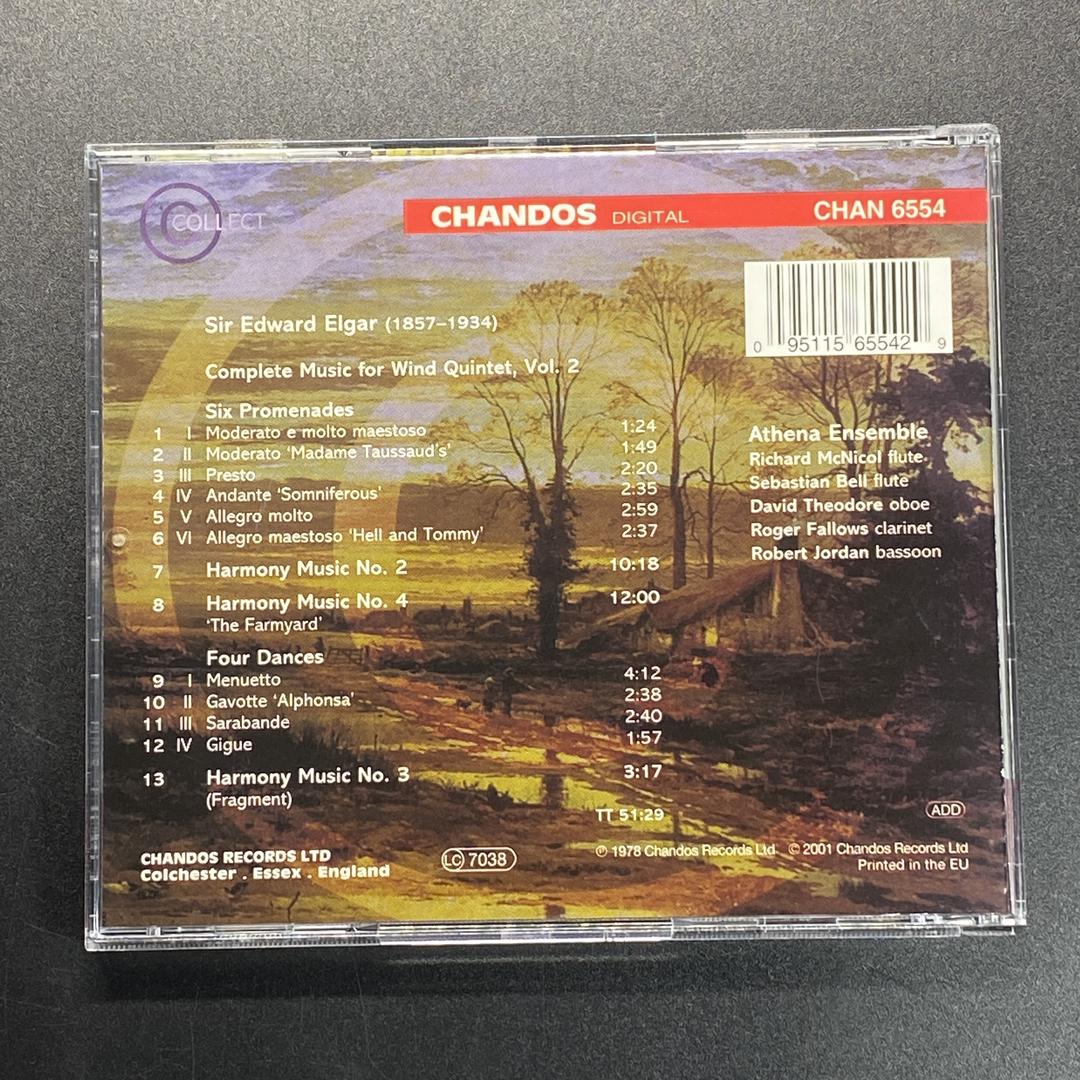 COLLECT
CHANDOS DIGITAL CHAN 6554
0 95115 65542 9
Sir Edward Elgar (1857–1934)
Complete Music for Wind Quintet, Vol. 2
Six Promenades
1 I Moderato e molto maestoso 1:24
2 II Moderato ‘Madame Taussaud’s’ 1:49
3 III Presto 2:20
4 IV Andante ‘Somniferous’ 2:35
5 V Allegro molto 2:59
6 VI Allegro maestoso ‘Hell and Tommy’ 2:37
7 Harmony Music No. 2 10:18
8 Harmony Music No. 4 12:00
‘The Farmyard’
Four Dances
9 I Menuetto 4:12
10 II Gavotte ‘Alphonsa’ 2:38
11 III Sarabande 2:40
12 IV Gigue 1:57
13 Harmony Music No. 3 3:17
(Fragment)
TT 51:29
Athena Ensemble
Richard McNicol flute
Sebastian Bell flute
David Theodore oboe
Roger Fallows clarinet
Robert Jordan bassoon
ADD
CHANDOS RECORDS LTD
Colchester . Essex . England
LC 7038
℗ 1978 Chandos Records Ltd © 2001 Chandos Records Ltd
Printed in the EU